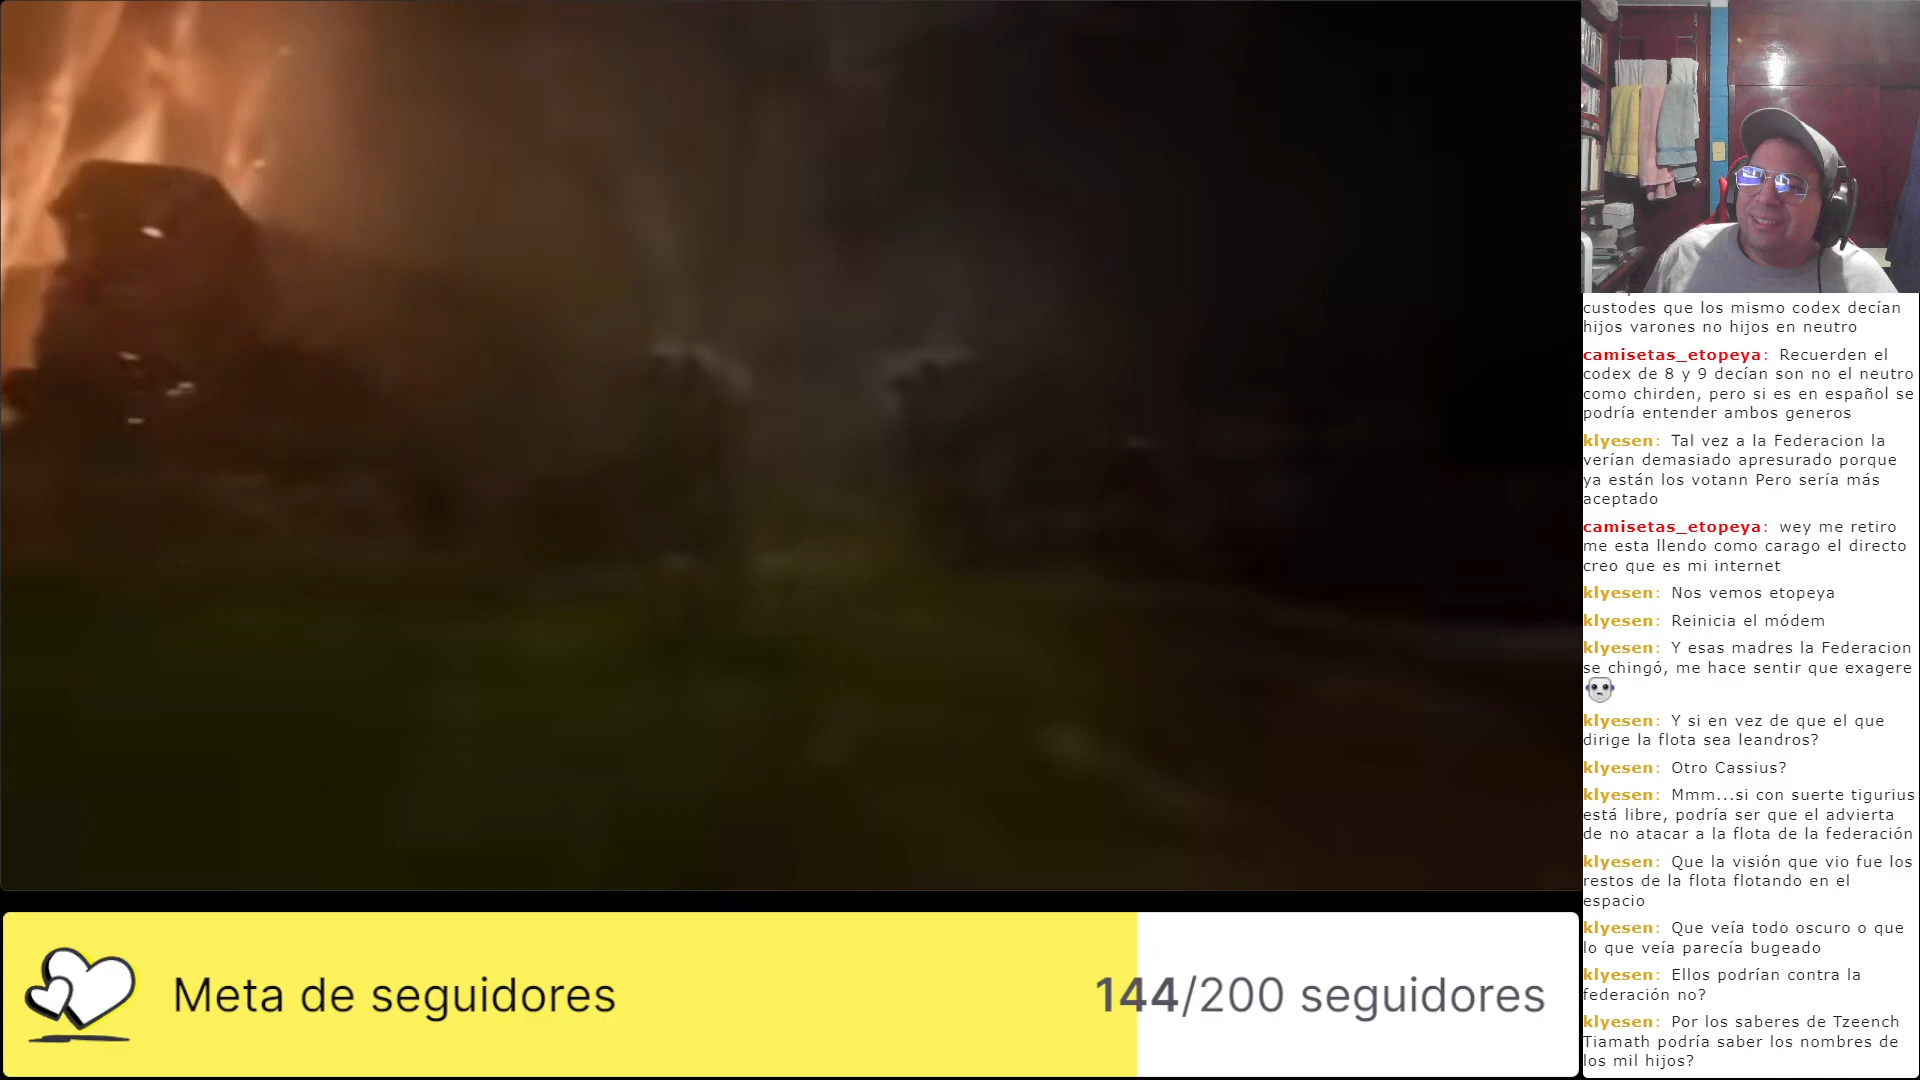 custodes que los mismo codex decían
hijos varones no hijos en neutro
camisetas_etopeya: Recuerden el
codex de 8 y 9 decían son no el neutro
como chirden, pero si es en español se
podría entender ambos generos
klyesen: Tal vez a la Federacion la
verían demasiado apresurado porque
ya están los votann Pero sería más
aceptado
camisetas_etopeya: wey me retiro
me esta llendo como carago el directo
creo que es mi internet
klyesen: Nos vemos etopeya
klyesen: Reinicia el módem
klyesen: Y esas madres la Federacion
se chingó, me hace sentir que exagere
klyesen: Y si en vez de que el que
dirige la flota sea leandros?
klyesen: Otro Cassius?
klyesen: Mmm...si con suerte tigurius
está libre, podría ser que el advierta
de no atacar a la flota de la federación
klyesen: Que la visión que vio fue los
restos de la flota flotando en el
espacio
klyesen: Que veía todo oscuro o que
lo que veía parecía bugeado
klyesen: Ellos podrían contra la
federación no?
klyesen: Por los saberes de Tzeench
Tiamath podría saber los nombres de
los mil hijos?
Meta de seguidores
144/200 seguidores